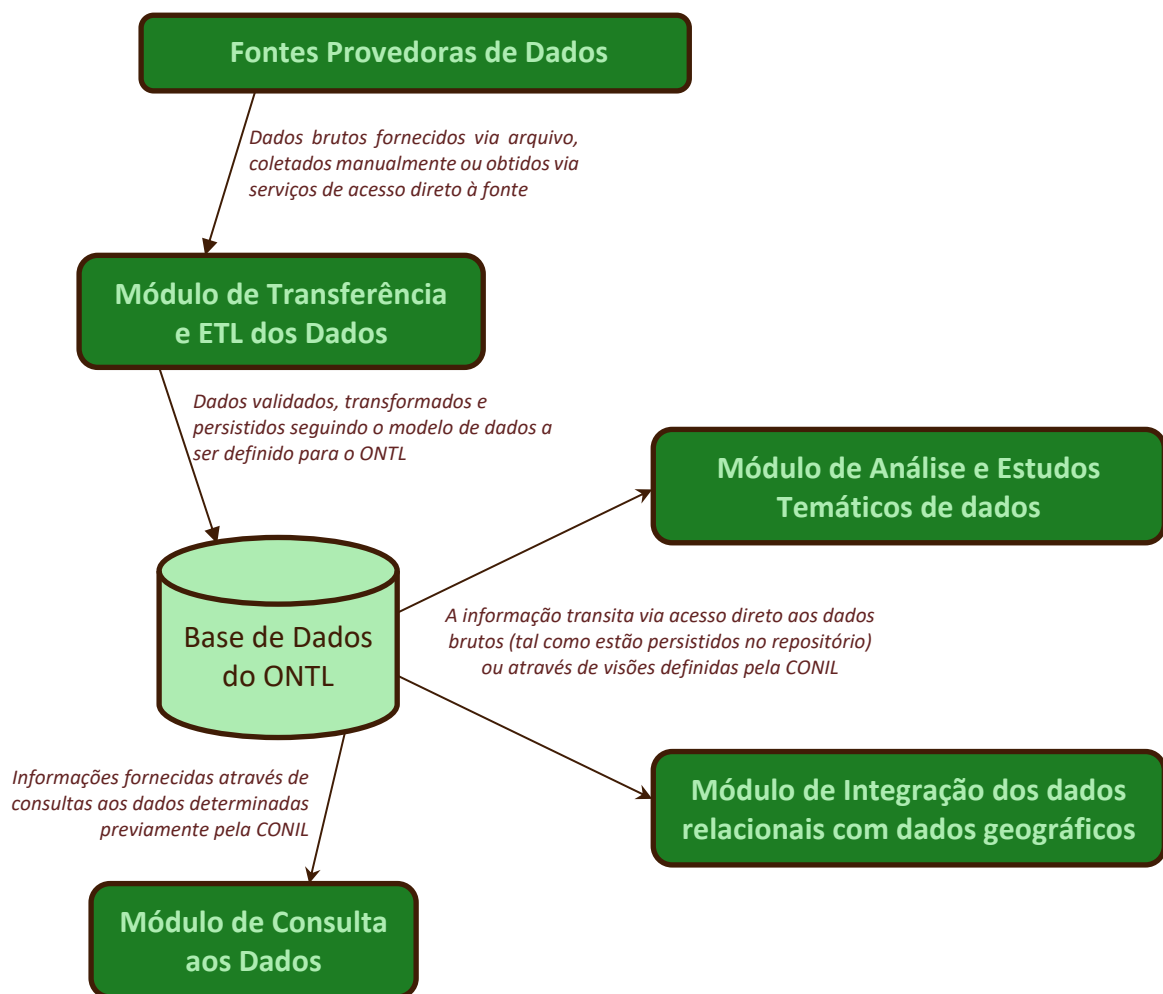 Fontes Provedoras de Dados
Dados brutos fornecidos via arquivo,
coletados manualmente ou obtidos via
serviços de acesso direto à fonte
Módulo de Transferência
e ETL dos Dados
Dados validados, transformados e
persistidos seguindo o modelo de dados a
ser definido para o ONTL
Módulo de Análise e Estudos
Temáticos de dados
Base de Dados
do ONTL
A informação transita via acesso direto aos dados
brutos (tal como estão persistidos no repositório)
ou através de visões definidas pela CONIL
Informações fornecidas através de
consultas aos dados determinadas
previamente pela CONIL
Módulo de Integração dos dados
relacionais com dados geográficos
Módulo de Consulta
aos Dados